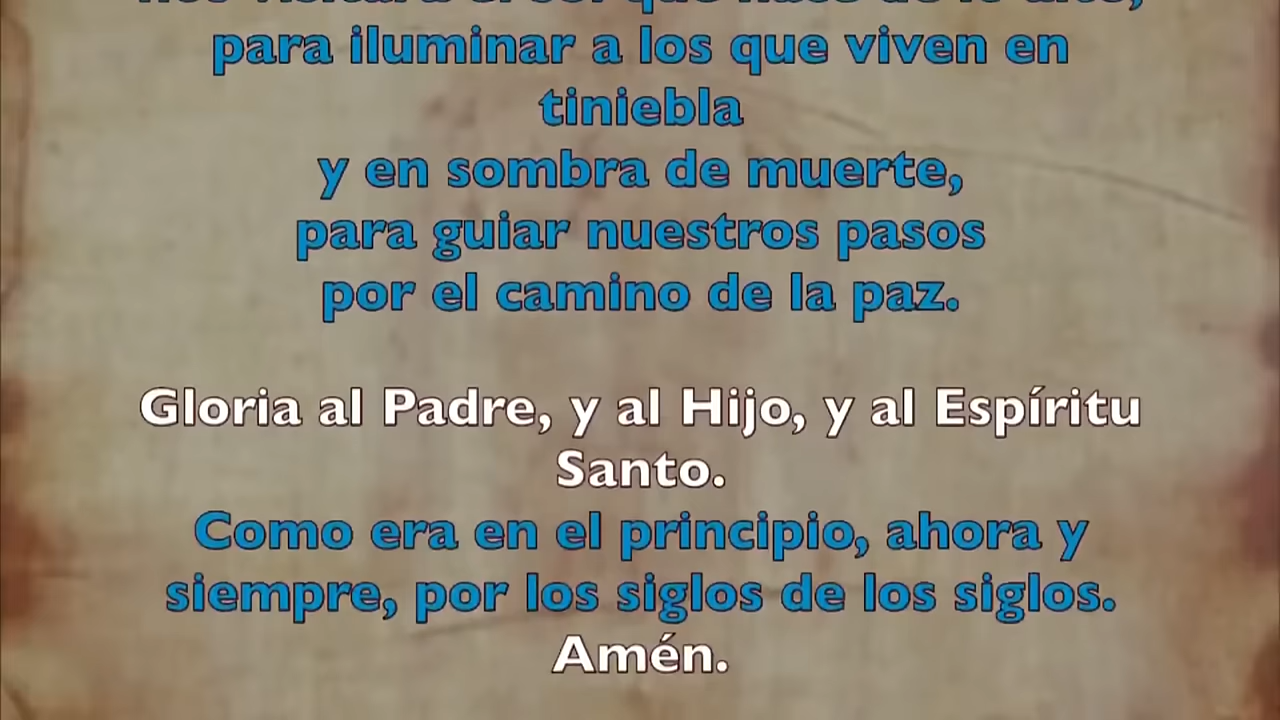 para iluminar a los que viven en
tiniebla
y en sombra de muerte,
para guiar nuestros pasos
por el camino de la paz.
Gloria al Padre, y al Hijo, y al Espíritu
Santo.
Como era en el principio, ahora y
siempre, por los siglos de los siglos.
Amén.